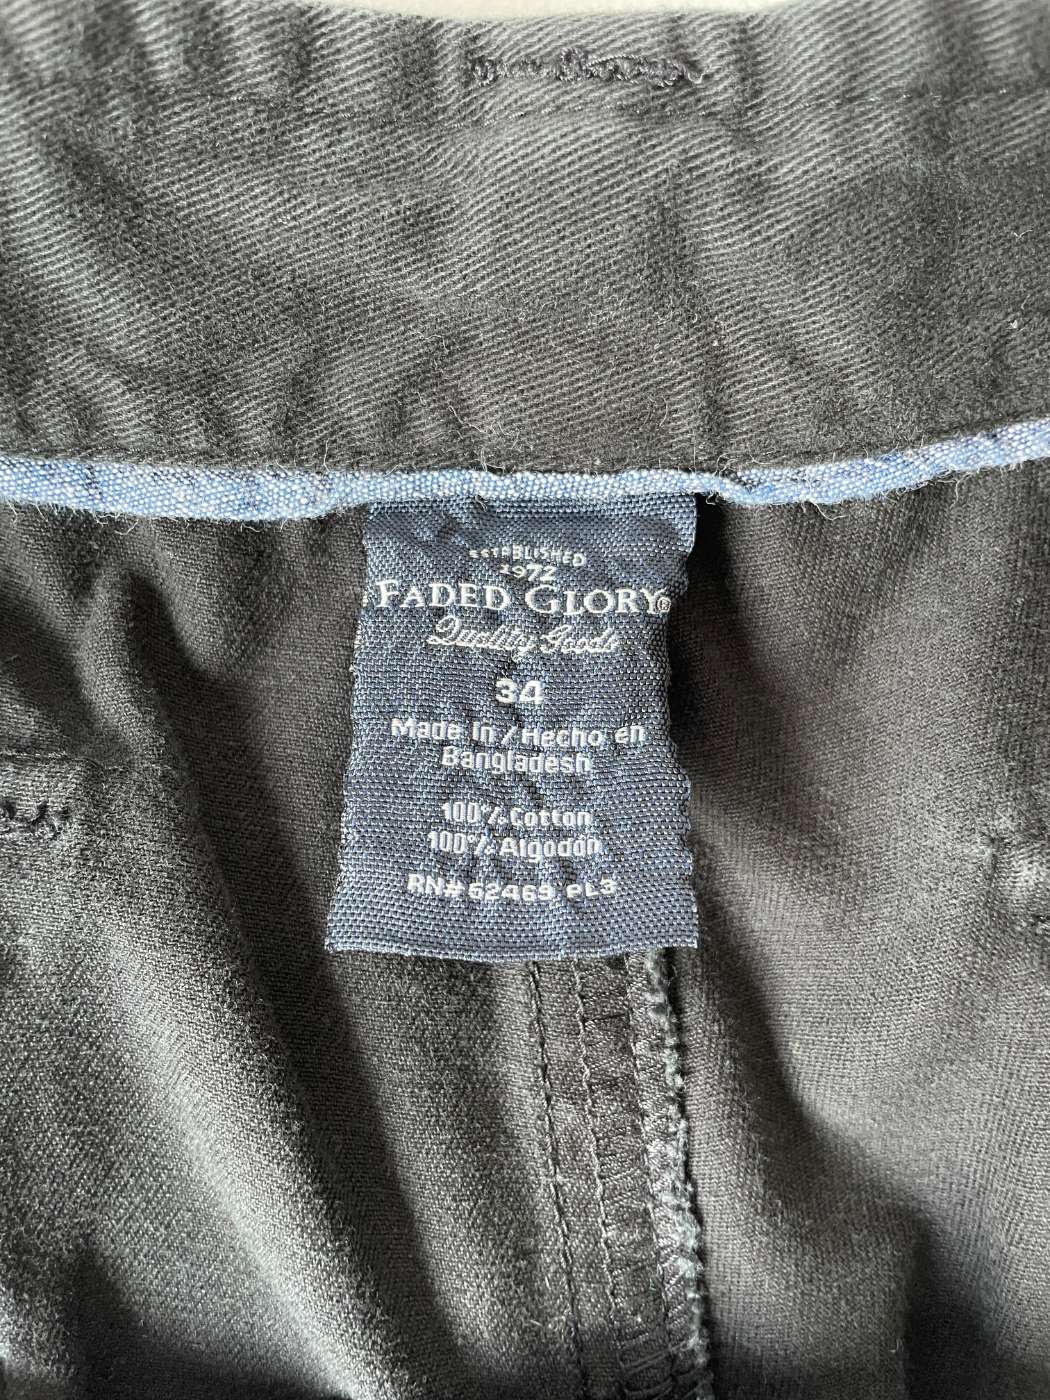 ESTABLISHED
1972
FADED GLORY®
Quality Goods
34
Made in / Hecho en
Bangladesh
100% Cotton
100% Algodón
RN# 52469 PL3